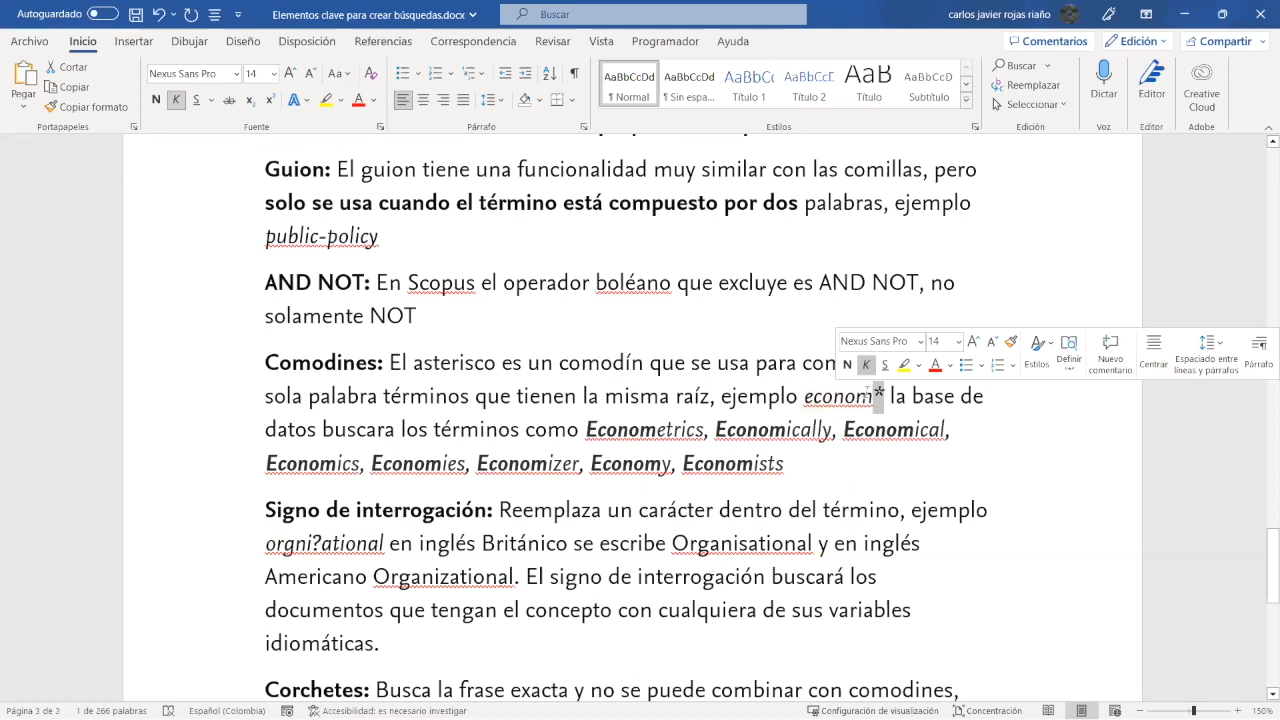 Autoguardado
Elementos claves para crear búsquedas.docx
Buscar
carlos javier rojas riaño
Archivo Inicio Insertar Dibujar Diseño Disposición Referencias Correspondencia Revisar Vista Programador Ayuda
Comentarios Edición Compartir
Pegar
Cortar
Copiar
Copiar formato
Portapapeles
Nexus Sans Pro 14
Fuente
Párrafo
AaBbCcDd AaBbCcDd AaBbCc AaBbCcD AaB AaBbCcDd
¶ Normal ¶ Sin espa... Título 1 Título 2 Título Subtítulo
Estilos
Buscar
Reemplazar
Seleccionar
Edición
Dictar
Voz
Editor
Editor
Creative Cloud
Adobe
Guion: El guion tiene una funcionalidad muy similar con las comillas, pero
solo se usa cuando el término está compuesto por dos palabras, ejemplo
public-policy
AND NOT: En Scopus el operador boléano que excluye es AND NOT, no
solamente NOT
Nexus Sans Pro 14
N K S
Estilos Definir Nuevo comentario Centrar Espaciado entre líneas y párrafos Párrafo
Comodines: El asterisco es un comodín que se usa para
sola palabra términos que tienen la misma raíz, ejemplo econom* la base de
datos buscara los términos como Econometrics, Economically, Economical,
Economics, Economies, Economizer, Economy, Economists
Signo de interrogación: Reemplaza un carácter dentro del término, ejemplo
orgni?ational en inglés Británico se escribe Organisational y en inglés
Americano Organizational. El signo de interrogación buscará los
documentos que tengan el concepto con cualquiera de sus variables
idiomáticas.
Corchetes: Busca la frase exacta y no se puede combinar con comodines,
Página 3 de 3 1 de 266 palabras Español (Colombia) Accesibilidad: es necesario investigar Configuración de visualización Concentración 150%